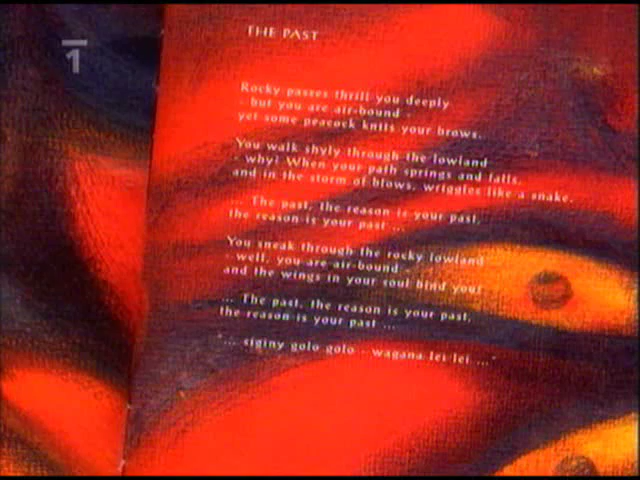 1
THE PAST
Rocky passes thrill you deeply
- but you are air-bound -
yet some peacock knits your brows.
You walk shyly through the lowland
- why? When your path springs and falls,
and in the storm of blows, wriggles like a snake.
... The past, the reason is your past,
the reason is your past ...
You sneak through the rocky lowland
- well, you are air-bound -
and the wings in your soul bind your
... The past, the reason is your past,
the reason is your past ...
"... siginy golo golo - wagana lei lei ..."